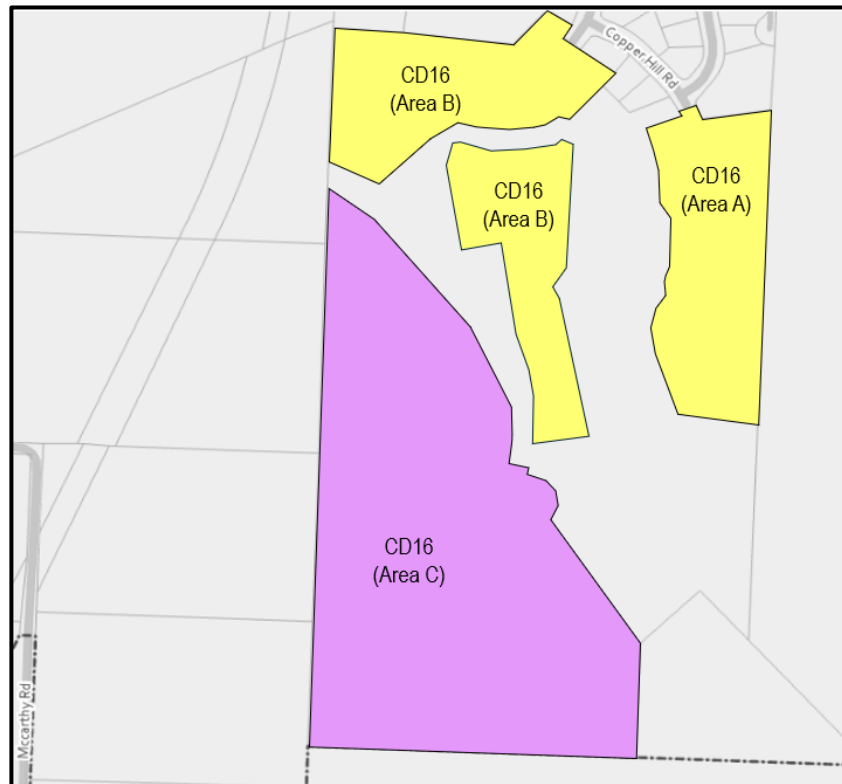 Copper Hill Rd
CD16
(Area B)
CD16
(Area B)
CD16
(Area A)
CD16
(Area C)
Mccarthy Rd